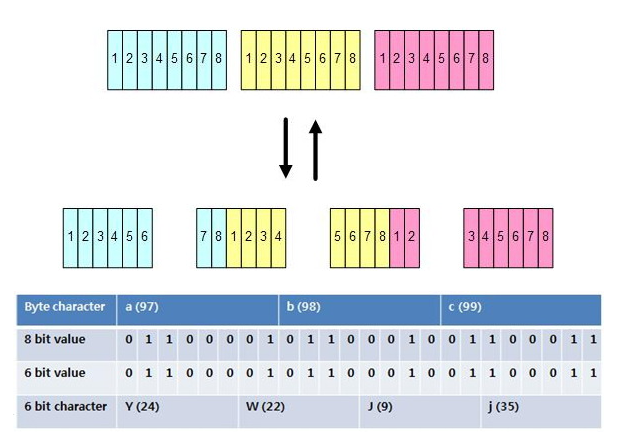 1 2 3 4 5 6 7 8 1 2 3 4 5 6 7 8 1 2 3 4 5 6 7 8
1 2 3 4 5 6 7 8 1 2 3 4 5 6 7 8 1 2 3 4 5 6 7 8
Byte character a (97) b (98) c (99)
8 bit value 0 1 1 0 0 0 0 1 0 1 1 0 0 0 1 0 0 1 1 0 0 0 1 1
6 bit value 0 1 1 0 0 0 0 1 0 1 1 0 0 0 1 0 0 1 1 0 0 0 1 1
6 bit character Y (24) W (22) J (9) j (35)